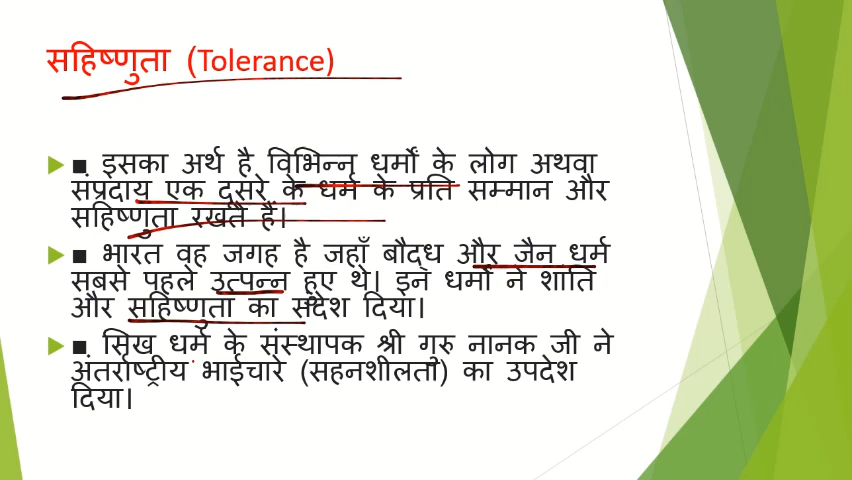 सहिष्णुता (Tolerance)
▪ इसका अर्थ है विभिन्न धर्मों के लोग अथवा
संप्रदाय एक दूसरे के धर्म के प्रति सम्मान और
सहिष्णुता रखते हैं।
▪ भारत वह जगह है जहाँ बौद्ध और जैन धर्म
सबसे पहले उत्पन्न हुए थे। इन धर्मों ने शांति
और सहिष्णुता का संदेश दिया।
▪ सिख धर्म के संस्थापक श्री गुरु नानक जी ने
अंतर्राष्ट्रीय भाईचारे (सहनशीलता) का उपदेश
दिया।